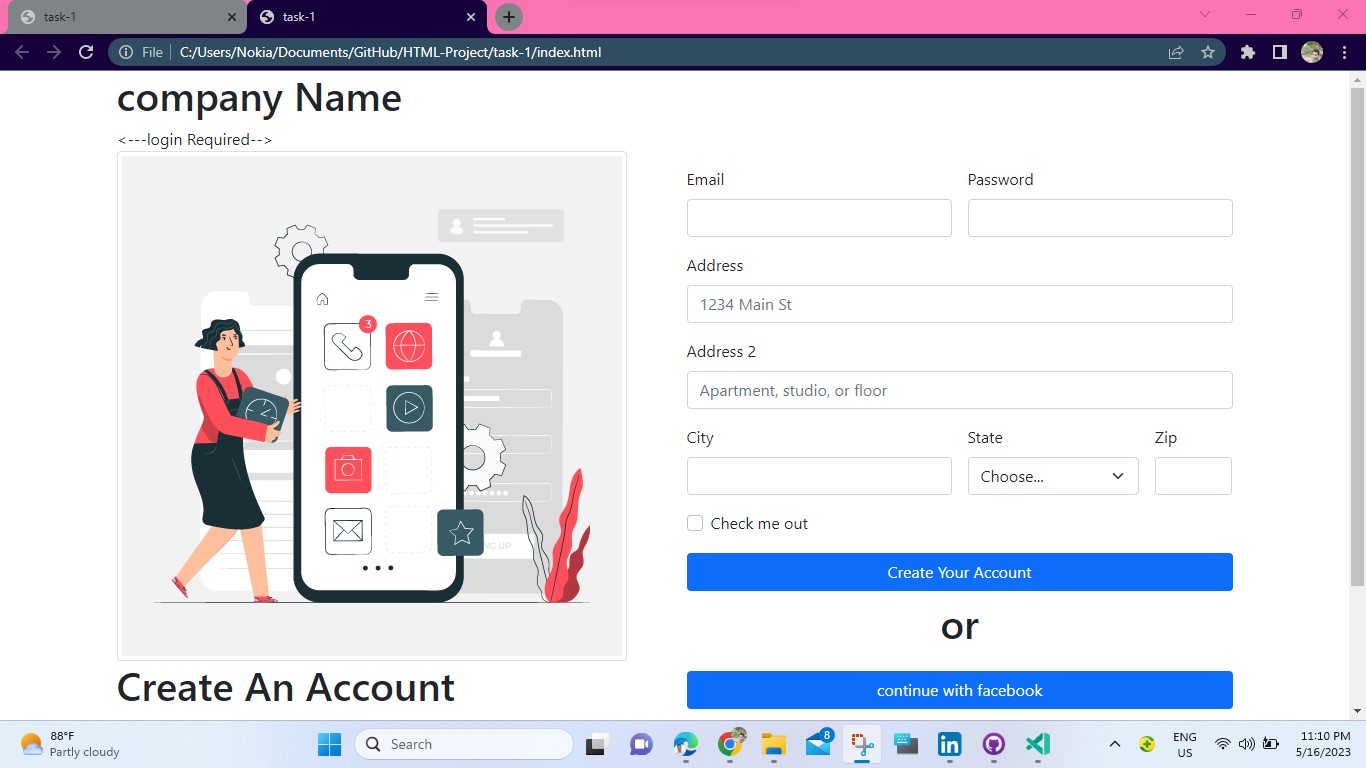 task-1
task-1
File
C:/Users/Nokia/Documents/GitHub/HTML-Project/task-1/index.html
company Name
<---login Required-->
3
Email
Password
Address
1234 Main St
Address 2
Apartment, studio, or floor
City
State
Zip
Choose...
Check me out
Create Your Account
or
continue with facebook
Create An Account
88°F
Partly cloudy
Search
8
ENG
US
11:10 PM
5/16/2023